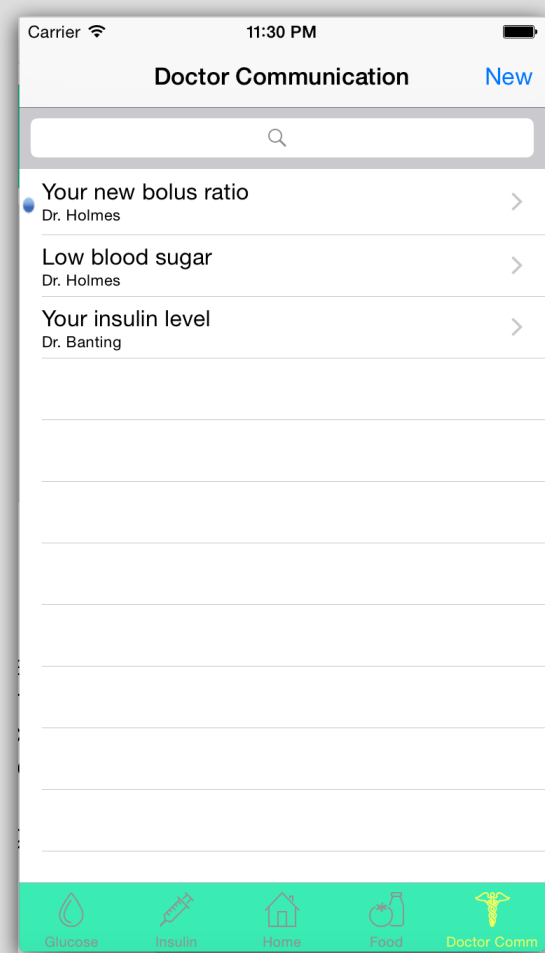 Carrier 11:30 PM
Doctor Communication New
Your new bolus ratio
Dr. Holmes
Low blood sugar
Dr. Holmes
Your insulin level
Dr. Banting
Glucose Insulin Home Food Doctor Comm